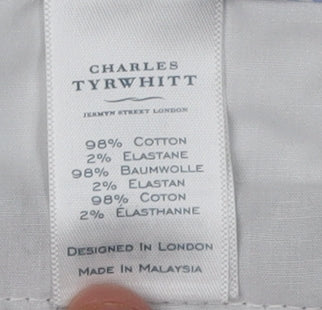 CHARLES
TYRWHITT
JERMYN STREET LONDON
98% COTTON
2% ELASTANE
98% BAUMWOLLE
2% ELASTAN
98% COTON
2% ÉLASTHANNE
DESIGNED IN LONDON
MADE IN MALAYSIA